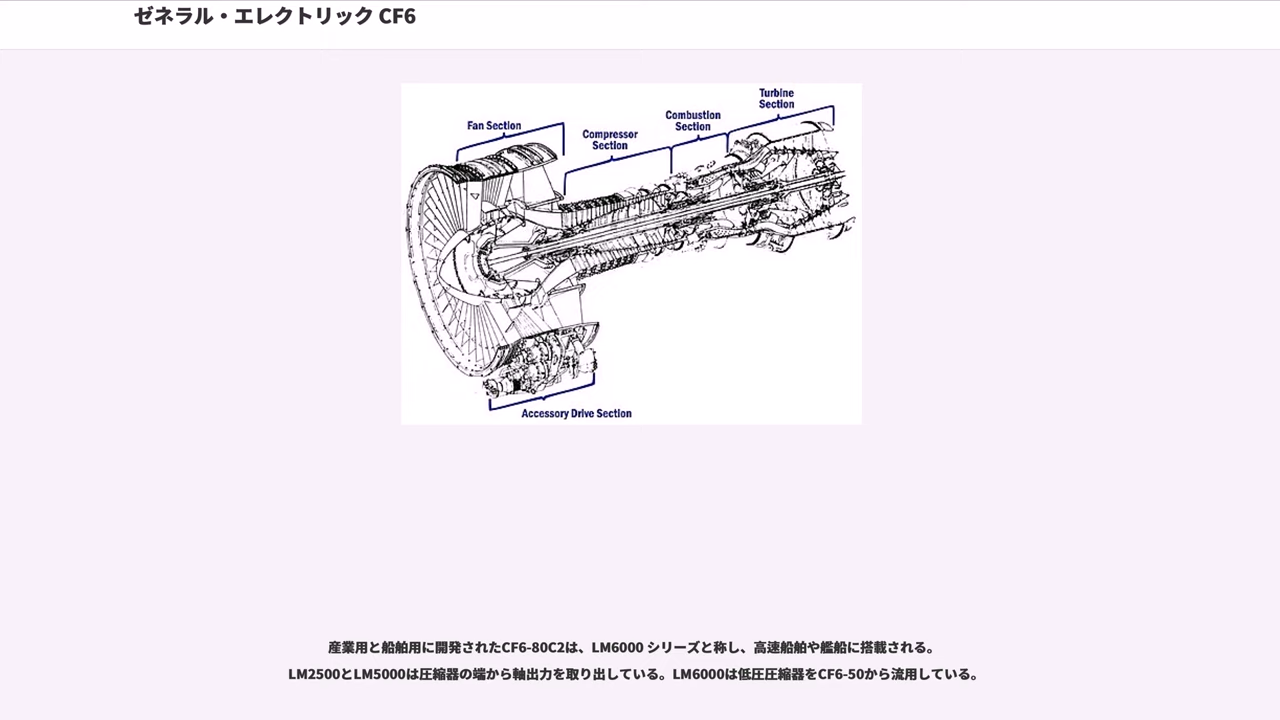 ゼネラル・エレクトリック CF6
Turbine
Section
Combustion
Section
Fan Section
Compressor
Section
Accessory Drive Section
産業用と船舶用に開発されたCF6-80C2は、LM6000 シリーズと称し、高速船舶や艦船に搭載される。
LM2500とLM5000は圧縮器の端から軸出力を取り出している。LM6000は低圧圧縮器をCF6-50から流用している。